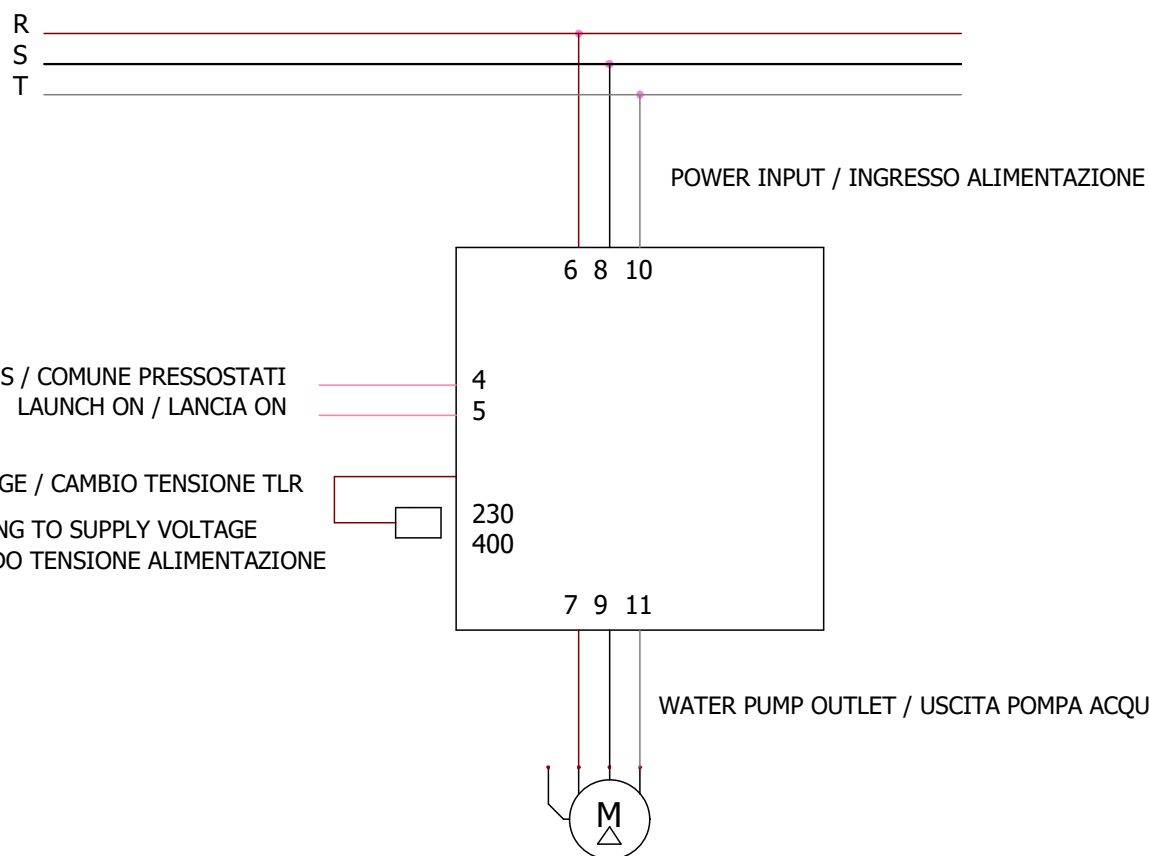 R
S
T
POWER INPUT / INGRESSO ALIMENTAZIONE
6 8 10
S / COMUNE PRESSOSTATI
4
LAUNCH ON / LANCIA ON
5
GE / CAMBIO TENSIONE TLR
NG TO SUPPLY VOLTAGE
230
DO TENSIONE ALIMENTAZIONE
400
7 9 11
WATER PUMP OUTLET / USCITA POMPA ACQU
M